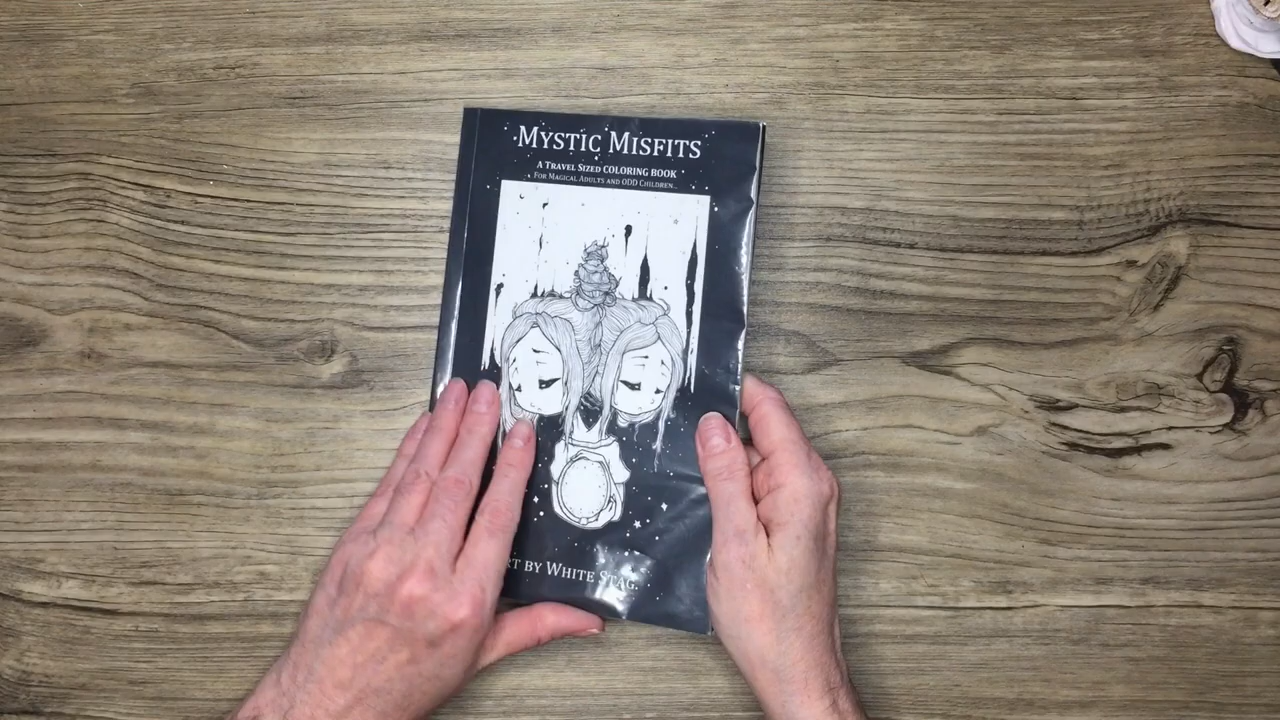 MYSTIC MISFITS
A TRAVEL SIZED COLORING BOOK
FOR MAGICAL ADULTS AND ODD CHILDREN
BY WHITE STAG